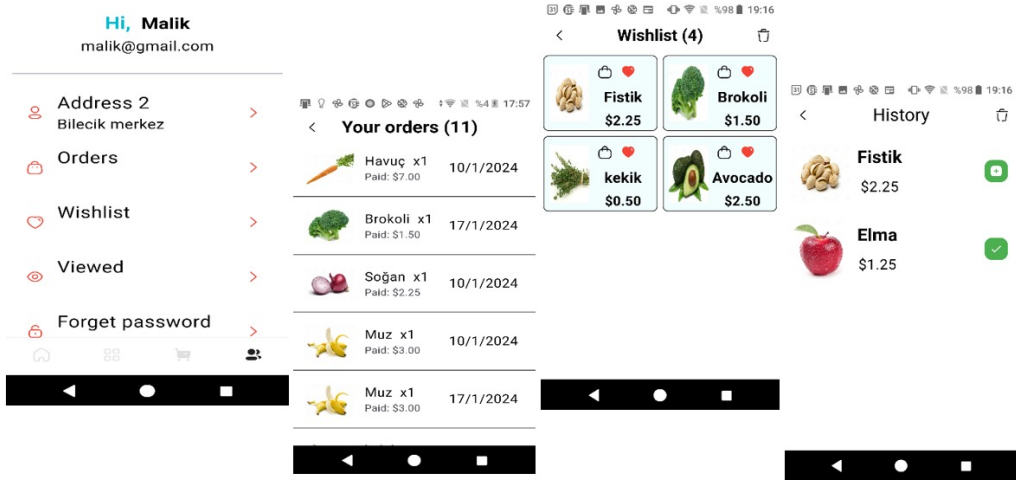 Hi, Malik
malik@gmail.com
Address 2
Bilecik merkez
Orders
Wishlist
Viewed
Forget password
%4 17:57
Your orders (11)
Havuç x1
Paid: $7.00
10/1/2024
Brokoli x1
Paid: $1.50
17/1/2024
Soğan x1
Paid: $2.25
10/1/2024
Muz x1
Paid: $3.00
10/1/2024
Muz x1
Paid: $3.00
17/1/2024
31 %98 19:16
Wishlist (4)
Fistik
$2.25
Brokoli
$1.50
kekik
$0.50
Avocado
$2.50
31 %98 19:16
History
Fistik
$2.25
Elma
$1.25